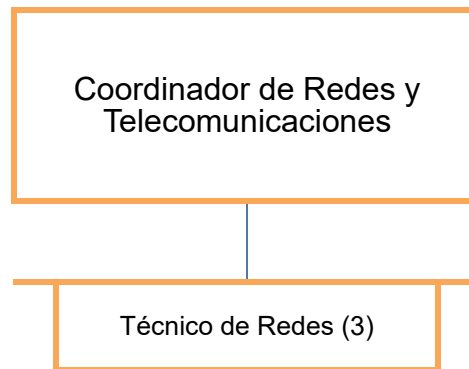 Coordinador de Redes y
Telecomunicaciones
Técnico de Redes (3)